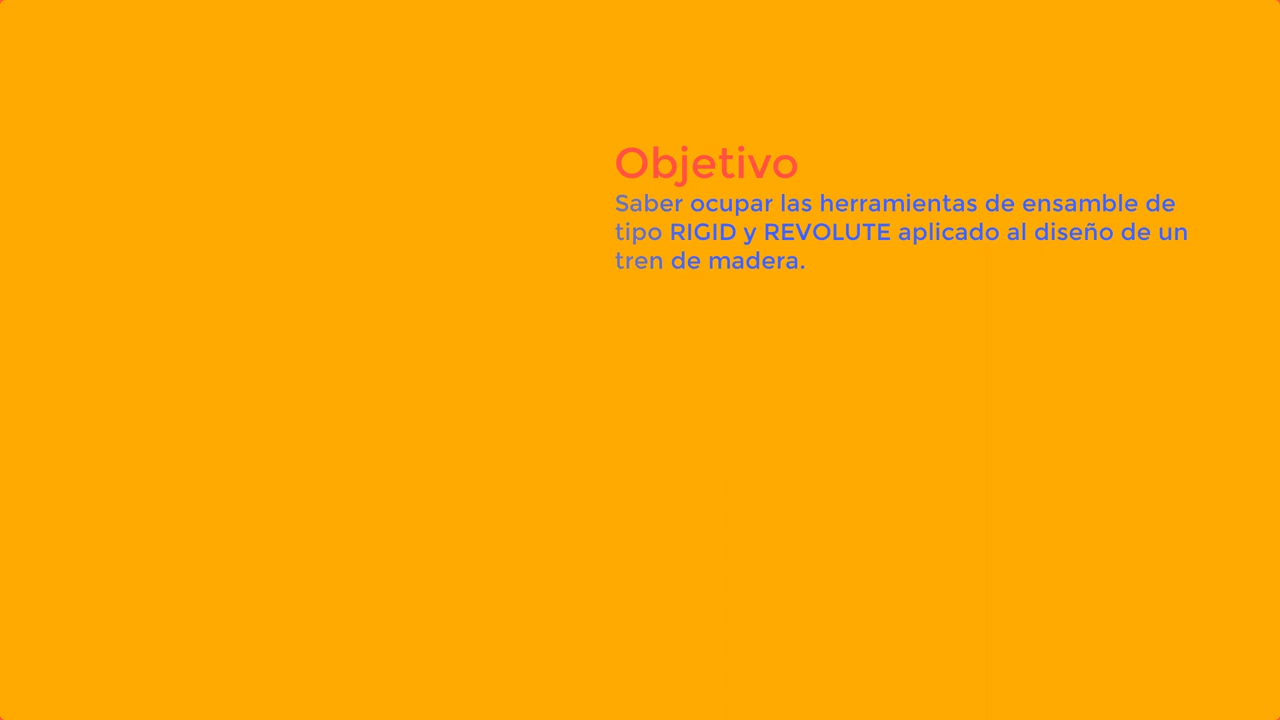 Objetivo
Saber ocupar las herramientas de ensamble de
tipo RIGID y REVOLUTE aplicado al diseño de un
tren de madera.